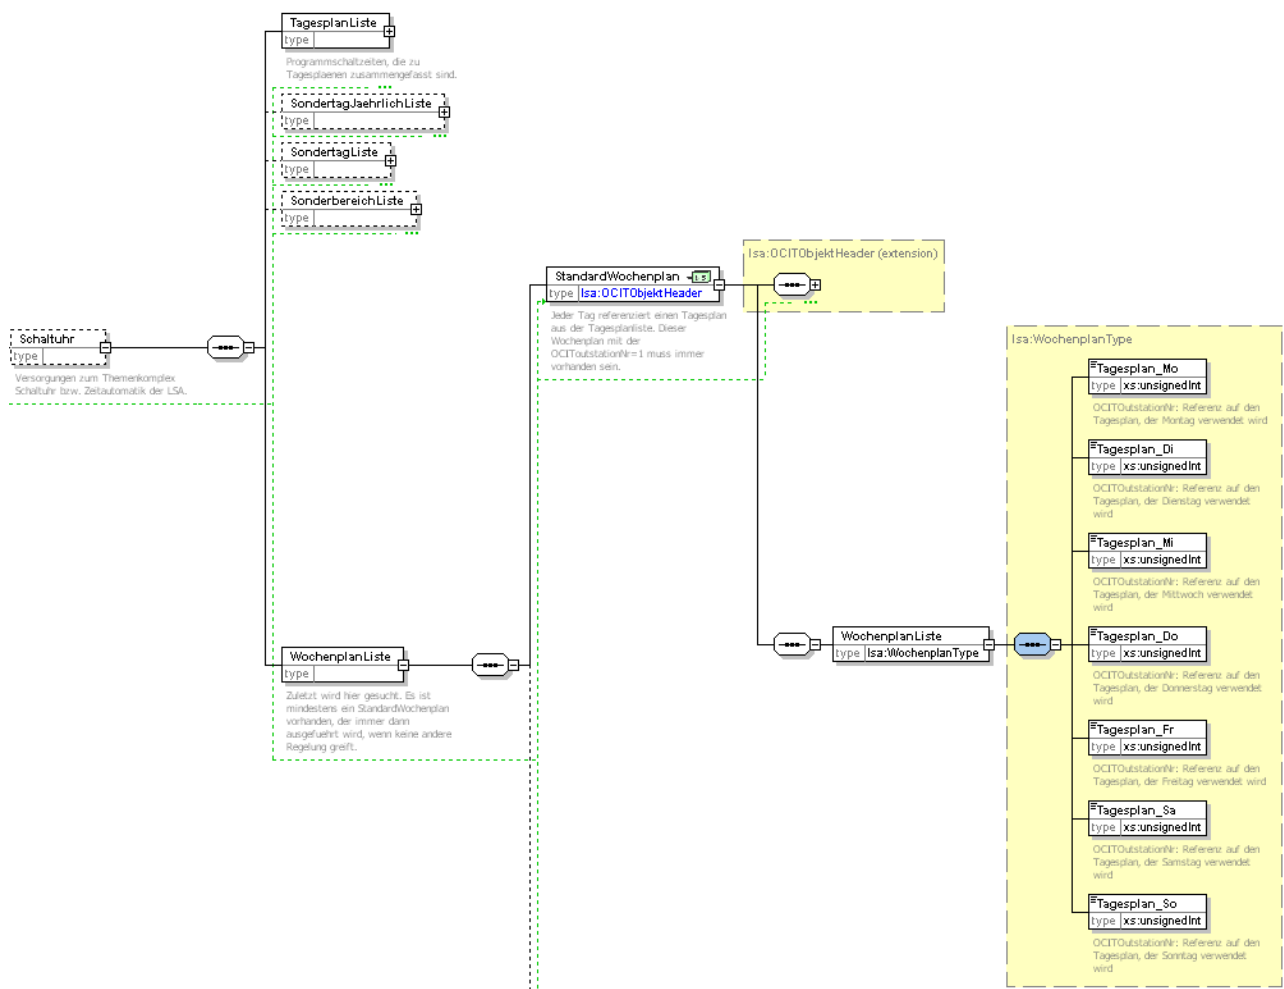 TagesplanListe
type
Programmschaltzeiten, die zu
Tagesplaenen zusammengefasst sind.
SondertagJaehrlichListe
type
SondertagListe
type
SonderbereichListe
type
Schaltuhr
type
Versorgungen zum Themenkomplex
Schaltuhr bzw. Zeitautomatik der LSA.
WochenplanListe
type
Zuletzt wird hier gesucht. Es ist
mindestens ein StandardWochenplan
vorhanden, der immer dann
ausgefuehrt wird, wenn keine andere
Regelung greift.
StandardWochenplan
type lsa:OCITObjektHeader
Jeder Tag referenziert einen Tagesplan
aus der Tagesplanliste. Dieser
Wochenplan mit der
OCIToutstationNr=1 muss immer
vorhanden sein.
lsa:OCITObjektHeader (extension)
WochenplanListe
type lsa:WochenplanType
lsa:WochenplanType
Tagesplan_Mo
type xs:unsignedInt
OCITOutstationNr: Referenz auf den
Tagesplan, der Montag verwendet wird
Tagesplan_Di
type xs:unsignedInt
OCITOutstationNr: Referenz auf den
Tagesplan, der Dienstag verwendet
wird
Tagesplan_Mi
type xs:unsignedInt
OCITOutstationNr: Referenz auf den
Tagesplan, der Mittwoch verwendet
wird
Tagesplan_Do
type xs:unsignedInt
OCITOutstationNr: Referenz auf den
Tagesplan, der Donnerstag verwendet
wird
Tagesplan_Fr
type xs:unsignedInt
OCITOutstationNr: Referenz auf den
Tagesplan, der Freitag verwendet wird
Tagesplan_Sa
type xs:unsignedInt
OCITOutstationNr: Referenz auf den
Tagesplan, der Samstag verwendet
wird
Tagesplan_So
type xs:unsignedInt
OCITOutstationNr: Referenz auf den
Tagesplan, der Sonntag verwendet
wird